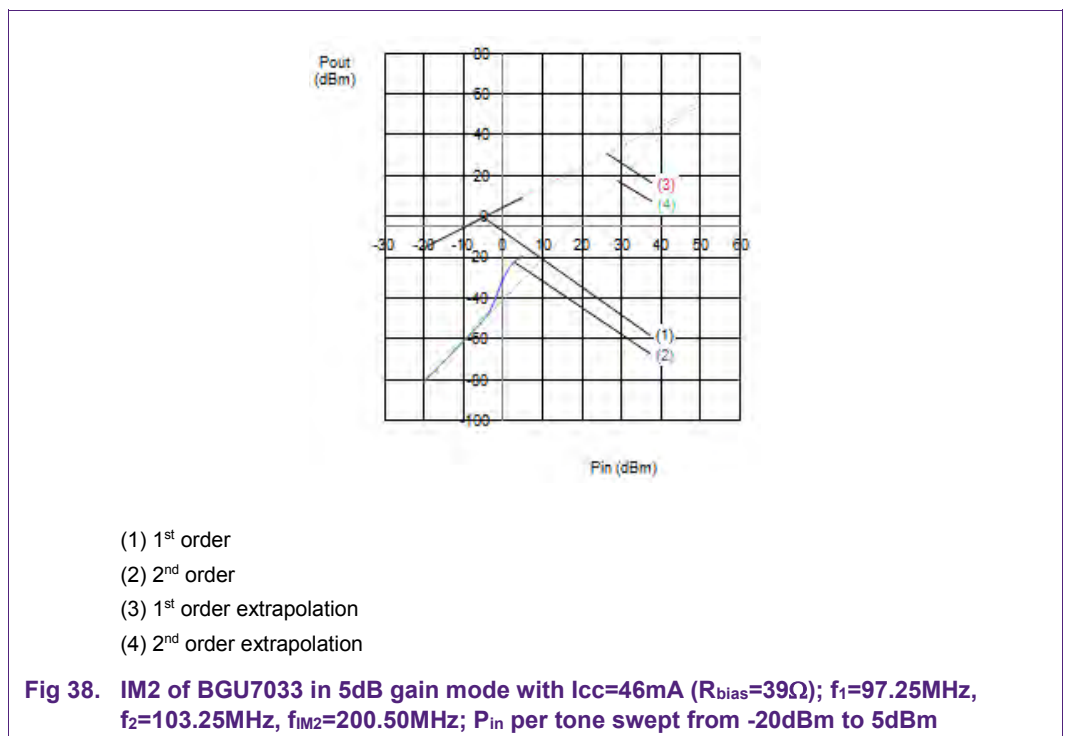 Pout
(dBm)
80
60
40
20
0
-30 -20 -10 0 10 20 30 40 50 60
-20
-40
-60
-80
-100
(3)
(4)
(1)
(2)
Pin (dBm)
(1) 1st order
(2) 2nd order
(3) 1st order extrapolation
(4) 2nd order extrapolation
Fig 38. IM2 of BGU7033 in 5dB gain mode with Icc=46mA (Rbias=39Ω); f1=97.25MHz,
f2=103.25MHz, fIM2=200.50MHz; Pin per tone swept from -20dBm to 5dBm